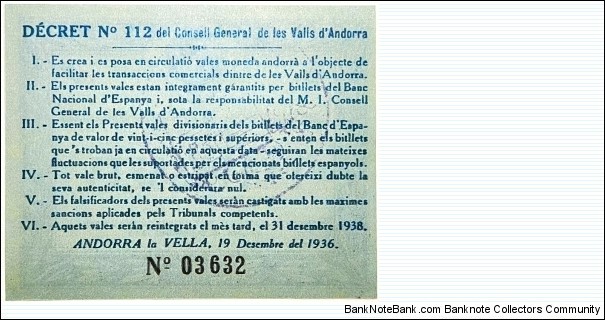 DÉCRET Nº 112 del Consell General de les Valls d'Andorra
I. - Es crea i es posa en circulatió vales moneda andorrà a l'objecte de
facilitar les transaccions comercials dintre de les Valls d'Andorra.
II. - Els presents vales estan integrament garantits per bitllets del Banc
Nacional d'Espanya i, sota la responsabilitat del M. I. Consell
General de les Valls d'Andorra.
III. - Essent els Presents vales divisionaris dels bitllets del Banc d'Espa-
nya de valor de vint-i-cinc pessetes i superiors, - s'enten els bitllets
que's troban ja en circulatió en aquesta data - seguiran les mateixes
fluctuacions que les suportades per els mencionats bitllets espanyols.
IV. - Tot vale brut, esmenat o estripat en forma que otereixi dubte la
seva autenticitat, se 'l considerarà nul.
V. - Els falsificadors dels presents vales seràn castigats amb les maximes
sancions aplicades pels Tribunals competents.
VI. - Aquets vales seràn reintegrats el mès tard, el 31 desembre 1938.
ANDORRA la VELLA, 19 Desembre del 1936.
Nº 03632
BankNoteBank.com - Banknote Collectors Community